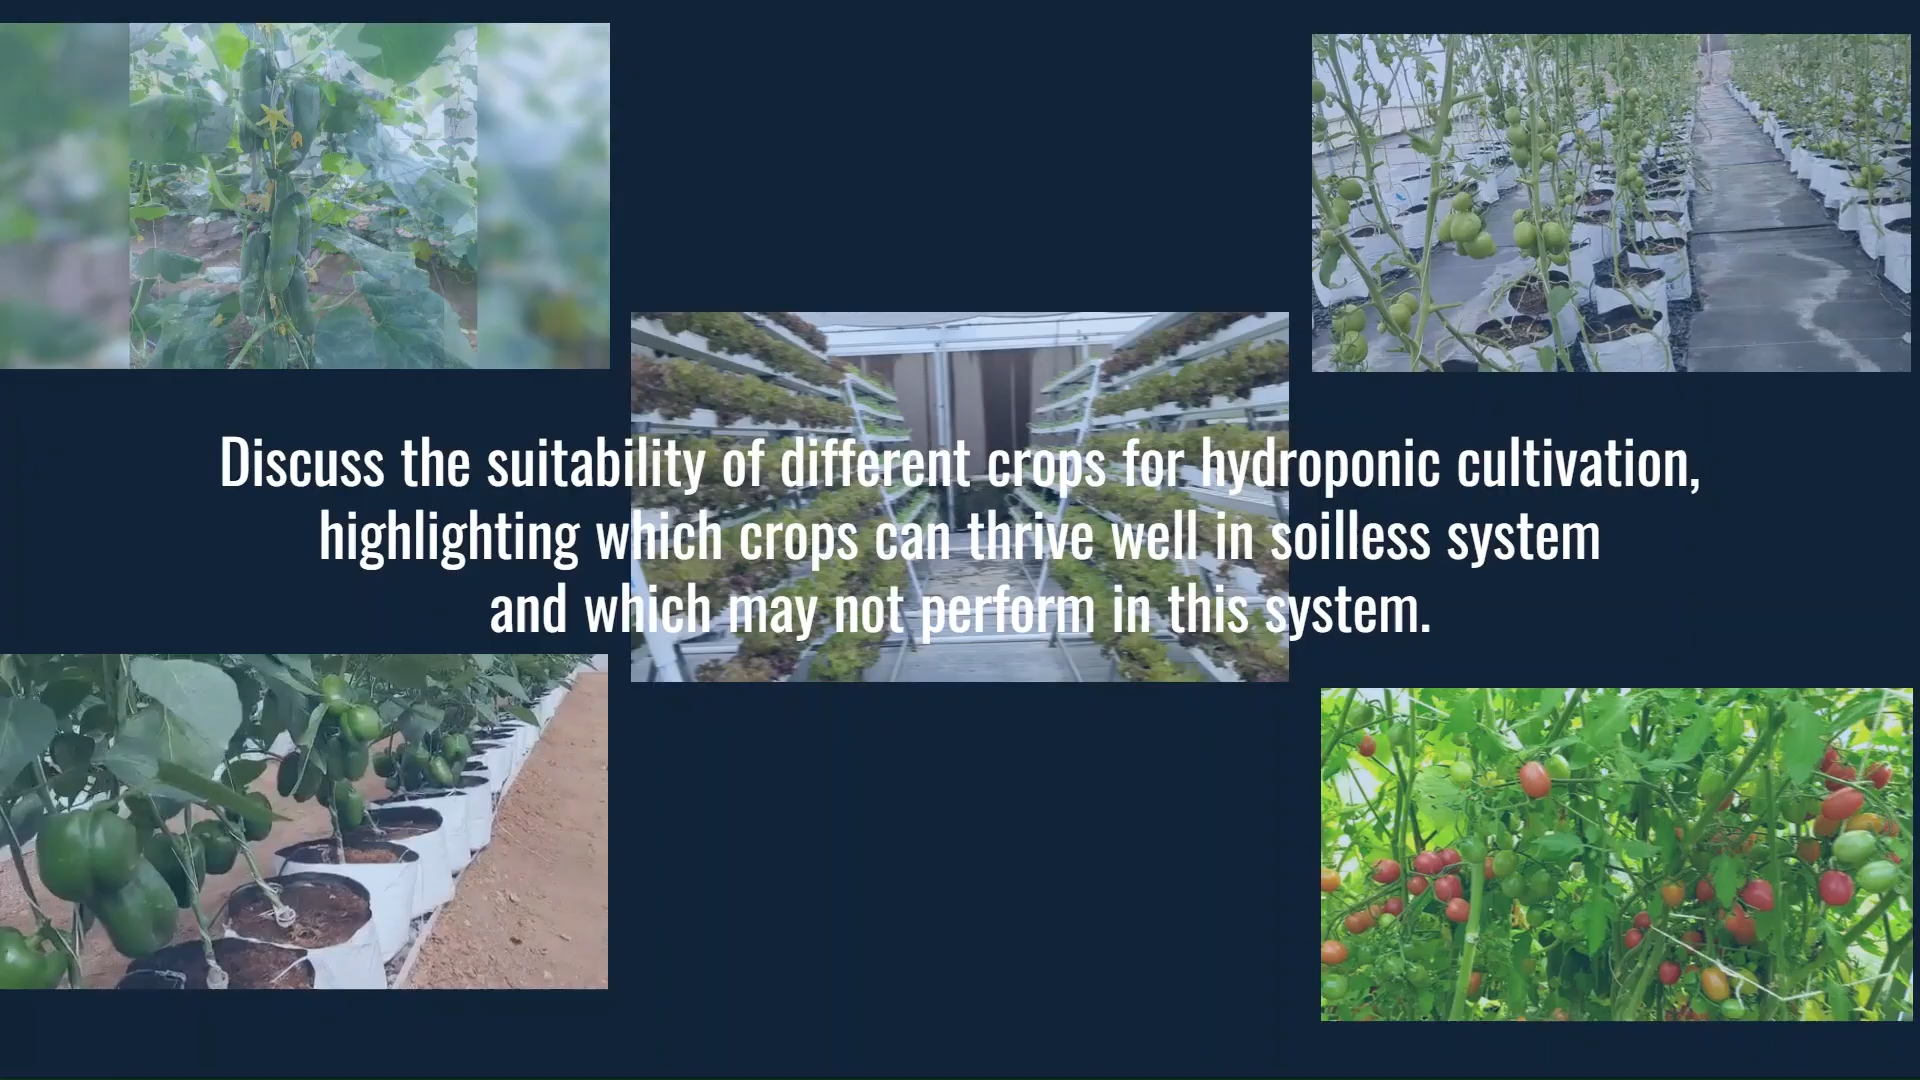 Discuss the suitability of different crops for hydroponic cultivation,
highlighting which crops can thrive well in soilless system
and which may not perform in this system.